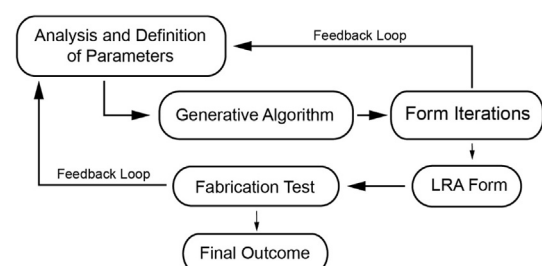 Analysis and Definition
of Parameters
Feedback Loop
Generative Algorithm
Form Iterations
Feedback Loop
Fabrication Test
LRA Form
Final Outcome